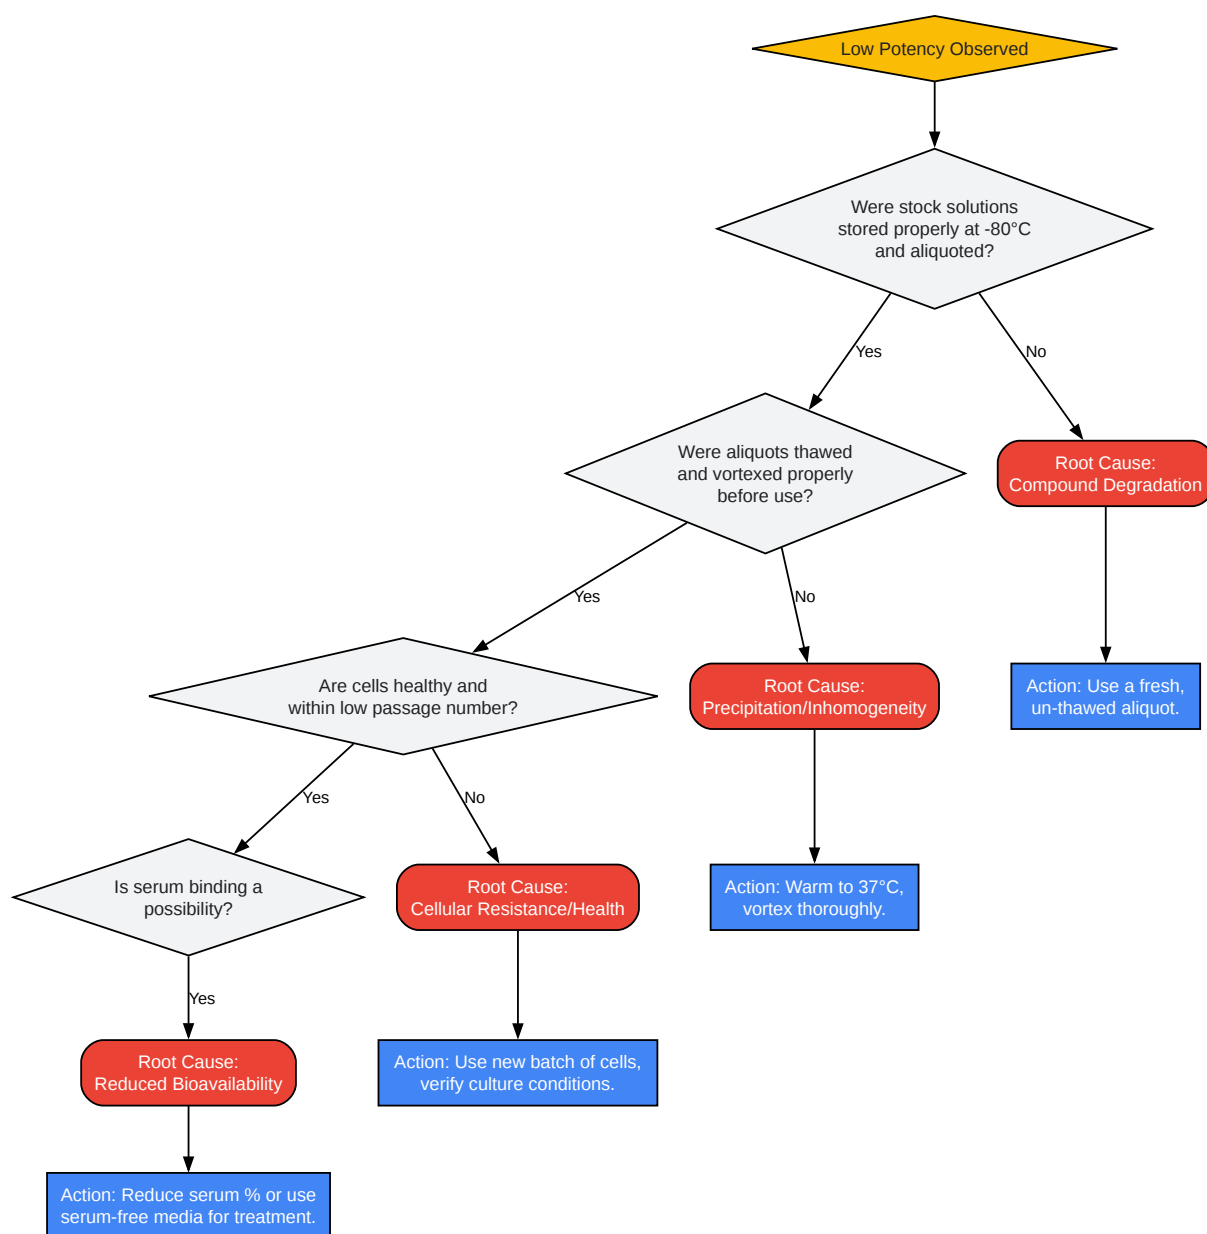 Low Potency Observed
Were stock solutions
stored properly at -80°C
and aliquoted?
Yes
No
Were aliquots thawed
and vortexed properly
before use?
Root Cause:
Compound Degradation
Yes
No
Are cells healthy and
within low passage number?
Root Cause:
Precipitation/Inhomogeneity
Action: Use a fresh,
un-thawed aliquot.
Yes
No
Is serum binding a
possibility?
Root Cause:
Cellular Resistance/Health
Action: Warm to 37°C,
vortex thoroughly.
Yes
Root Cause:
Reduced Bioavailability
Action: Use new batch of cells,
verify culture conditions.
Action: Reduce serum % or use
serum-free media for treatment.